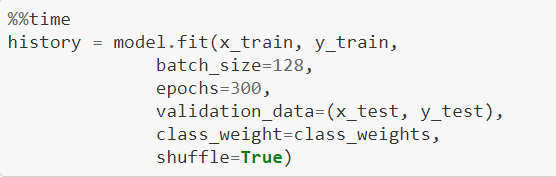 %%time
history = model.fit(x_train, y_train,
batch_size=128,
epochs=300,
validation_data=(x_test, y_test),
class_weight=class_weights,
shuffle=True)